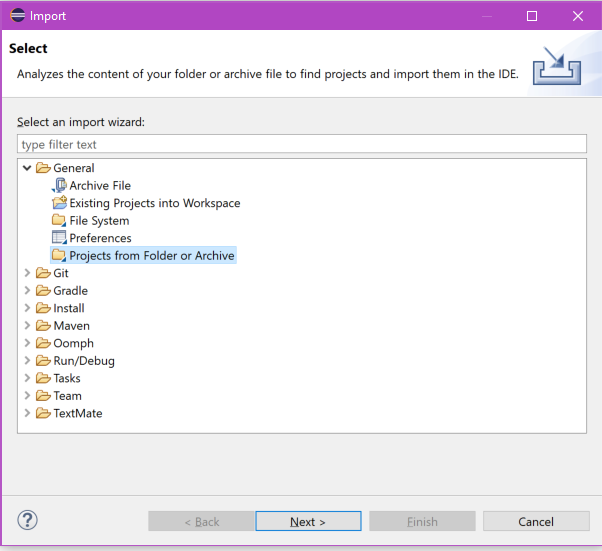 Import
Select
Analyzes the content of your folder or archive file to find projects and import them in the IDE.
Select an import wizard:
type filter text
General
Archive File
Existing Projects into Workspace
File System
Preferences
Projects from Folder or Archive
Git
Gradle
Install
Maven
Oomph
Run/Debug
Tasks
Team
TextMate
? < Back Next > Finish Cancel